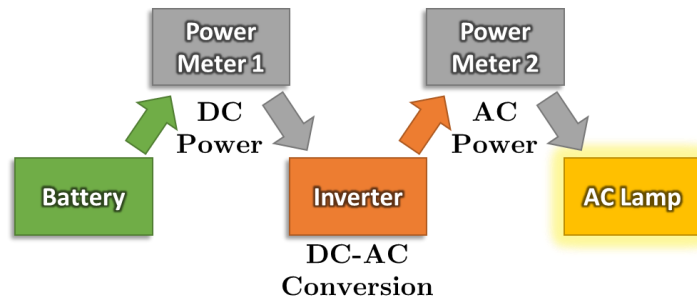 Power
Meter 1
Power
Meter 2
DC
Power
AC
Power
Battery
Inverter
AC Lamp
DC-AC
Conversion